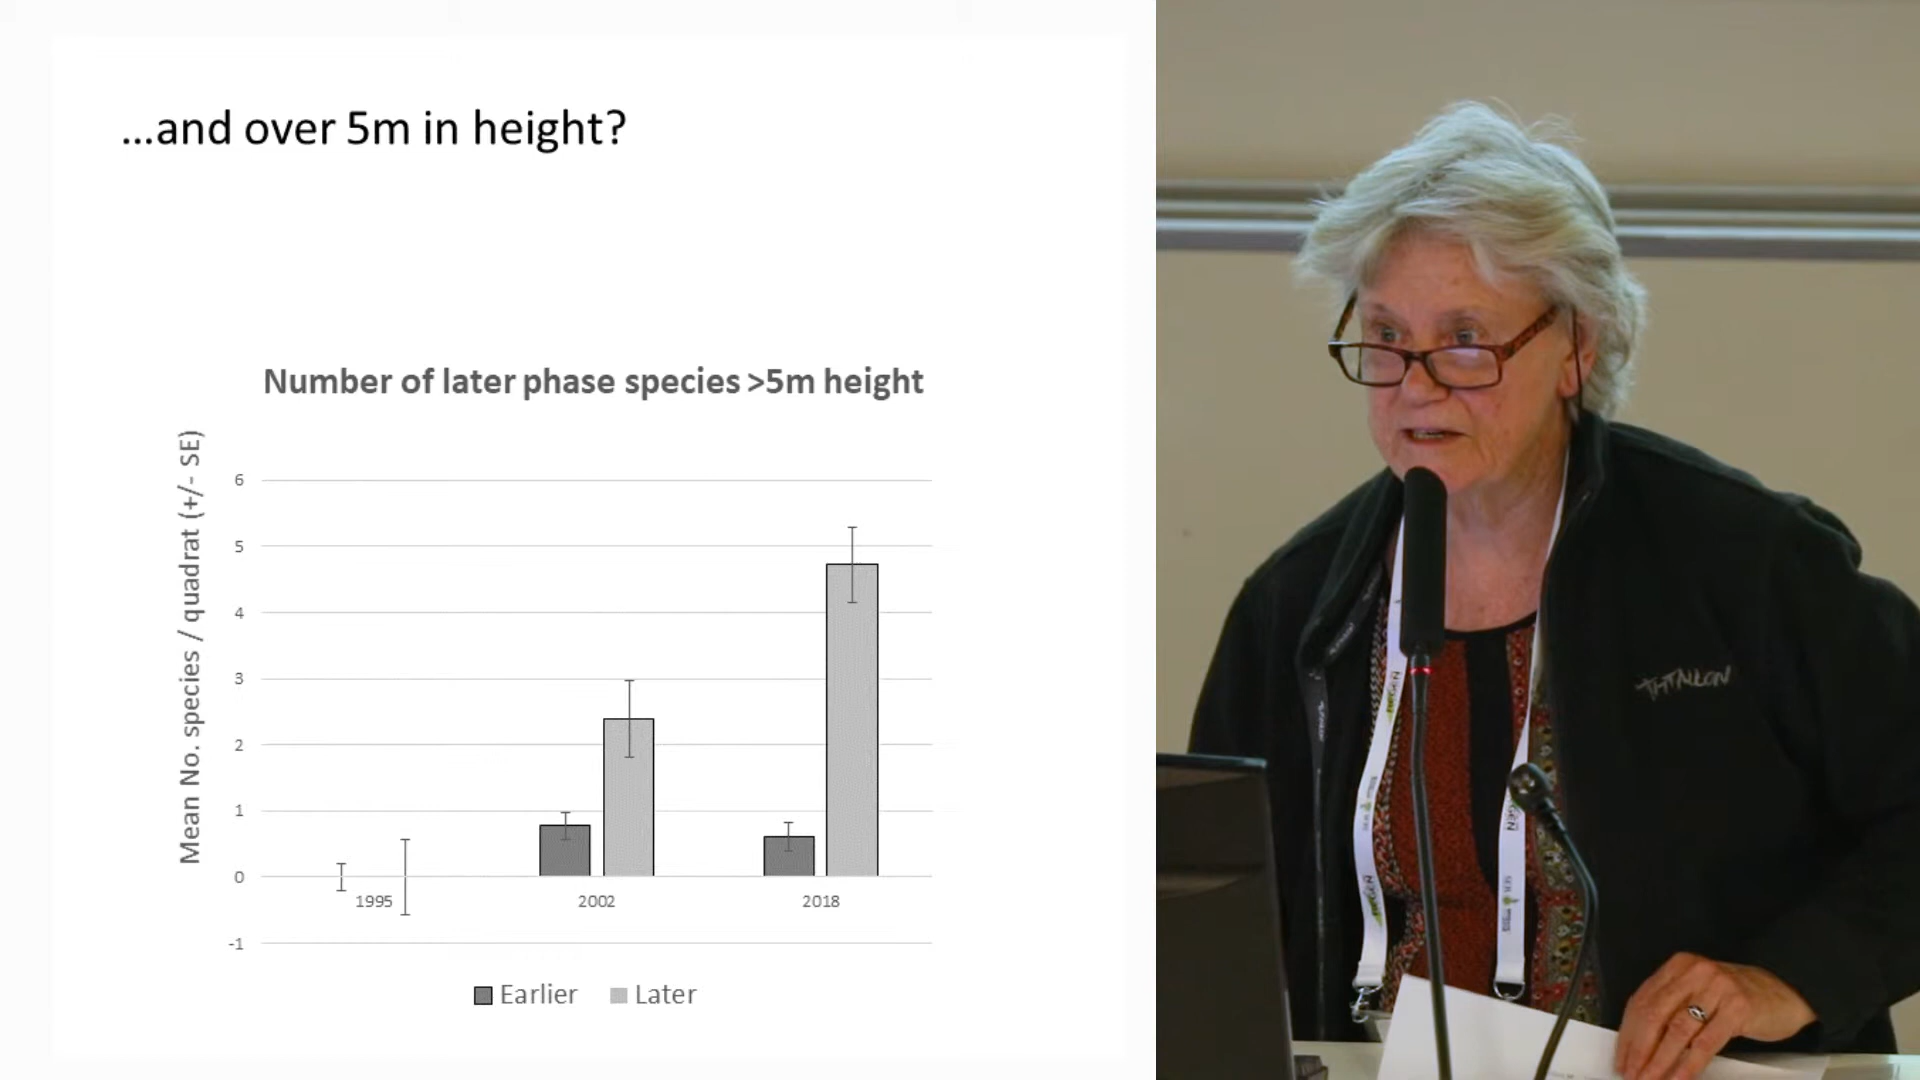 ...and over 5m in height?
Number of later phase species >5m height
Mean No. species / quadrat (+/- SE)
6
5
4
3
2
1
0
-1
1995
2002
2018
Earlier
Later